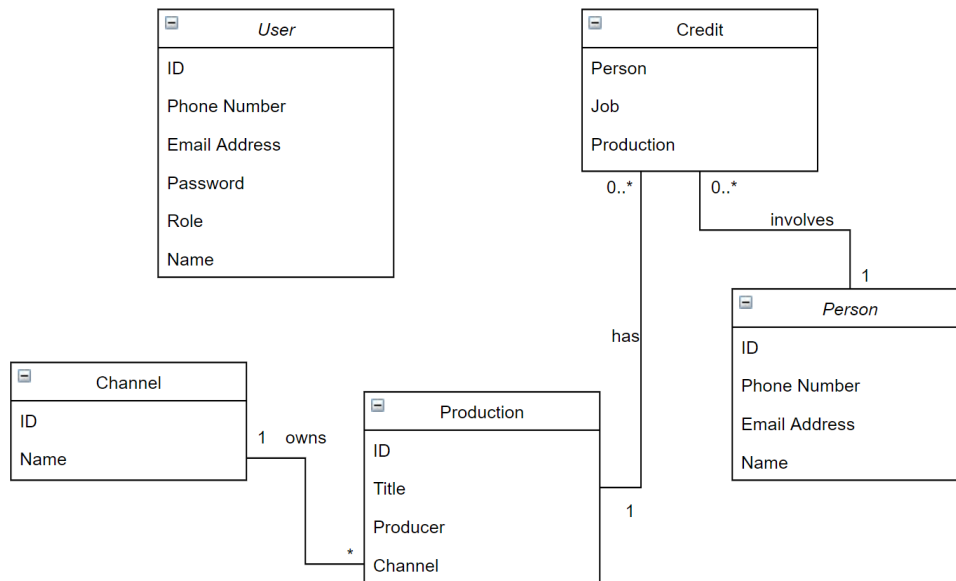 User
ID
Phone Number
Email Address
Password
Role
Name
Credit
Person
Job
Production
0..*
0..*
involves
1
has
Person
ID
Phone Number
Email Address
Name
Channel
ID
Name
1 owns
*
Production
ID
Title
Producer
Channel
1